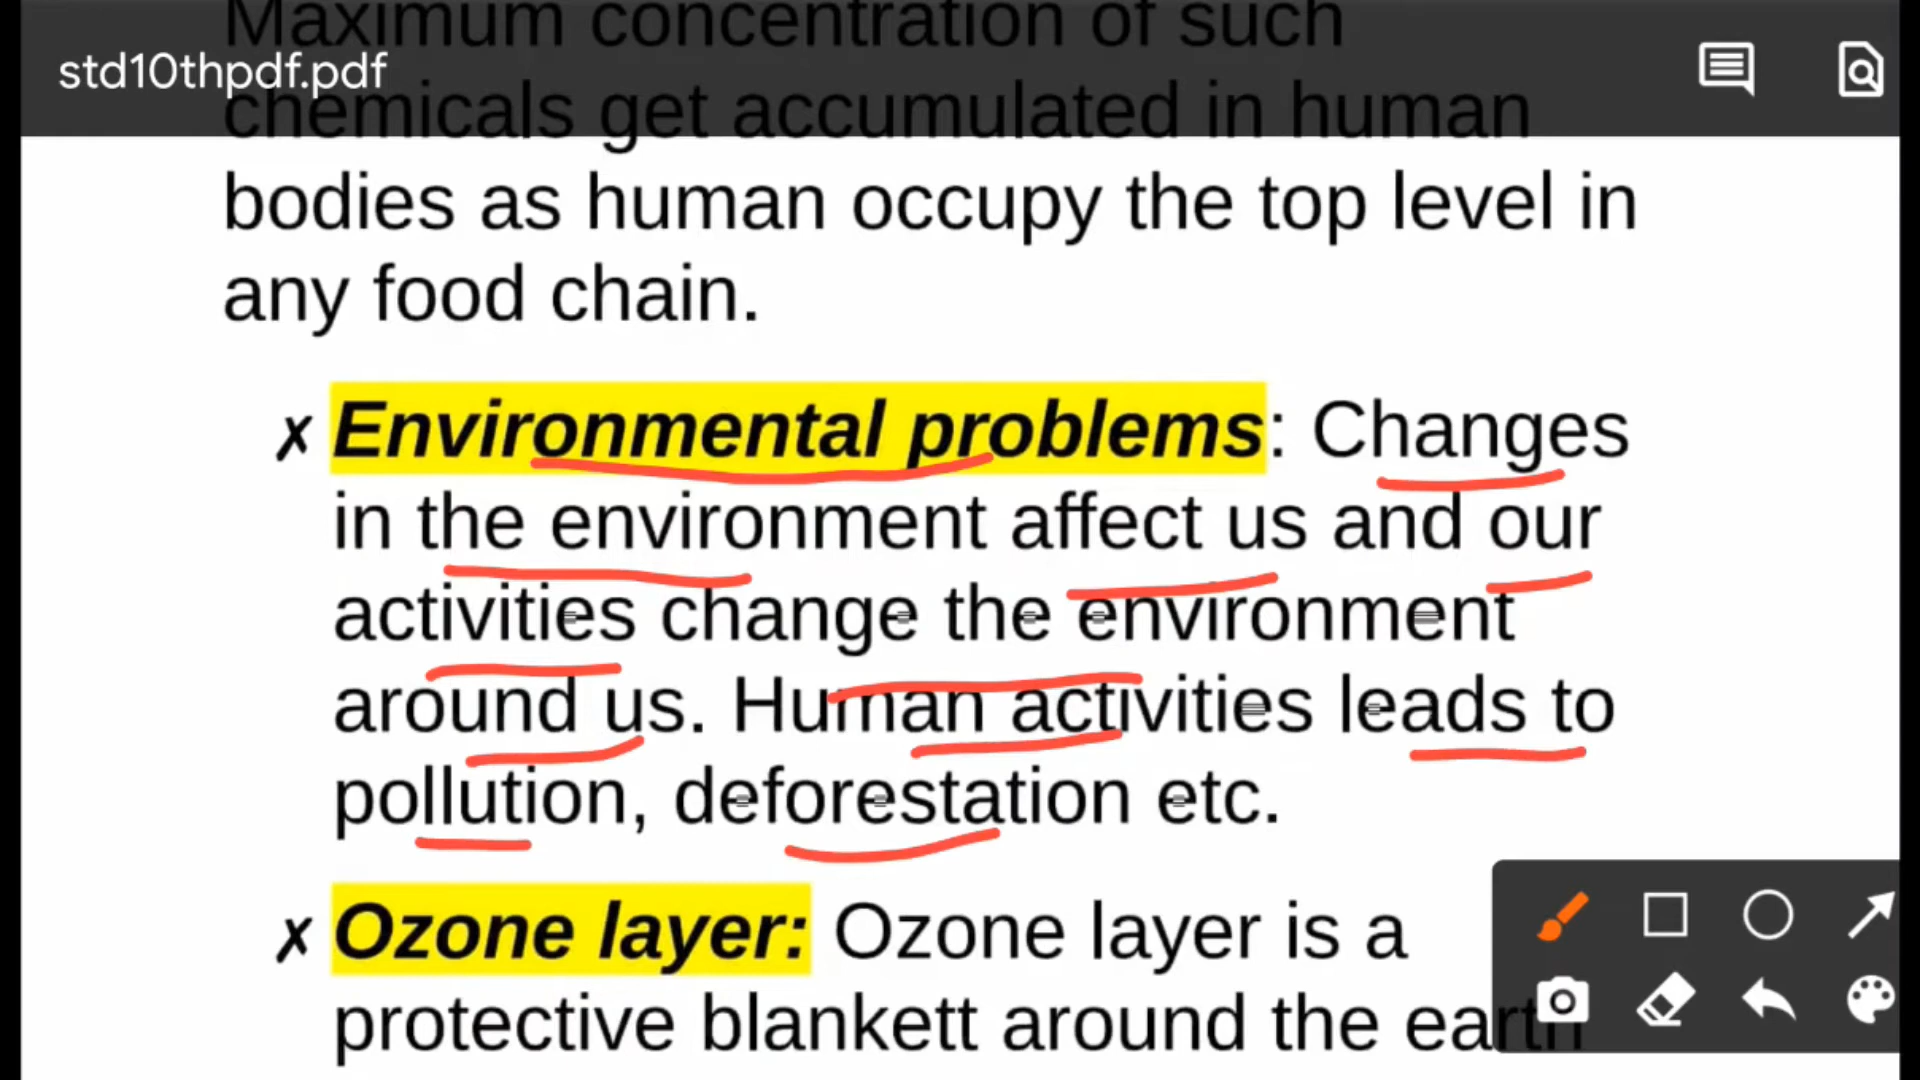 Maximum concentration of such
std10thpdf.pdf
chemicals get accumulated in human
bodies as human occupy the top level in
any food chain.
✗ Environmental problems: Changes
in the environment affect us and our
activities change the environment
around us. Human activities leads to
pollution, deforestation etc.
✗ Ozone layer: Ozone layer is a
protective blankett around the earth